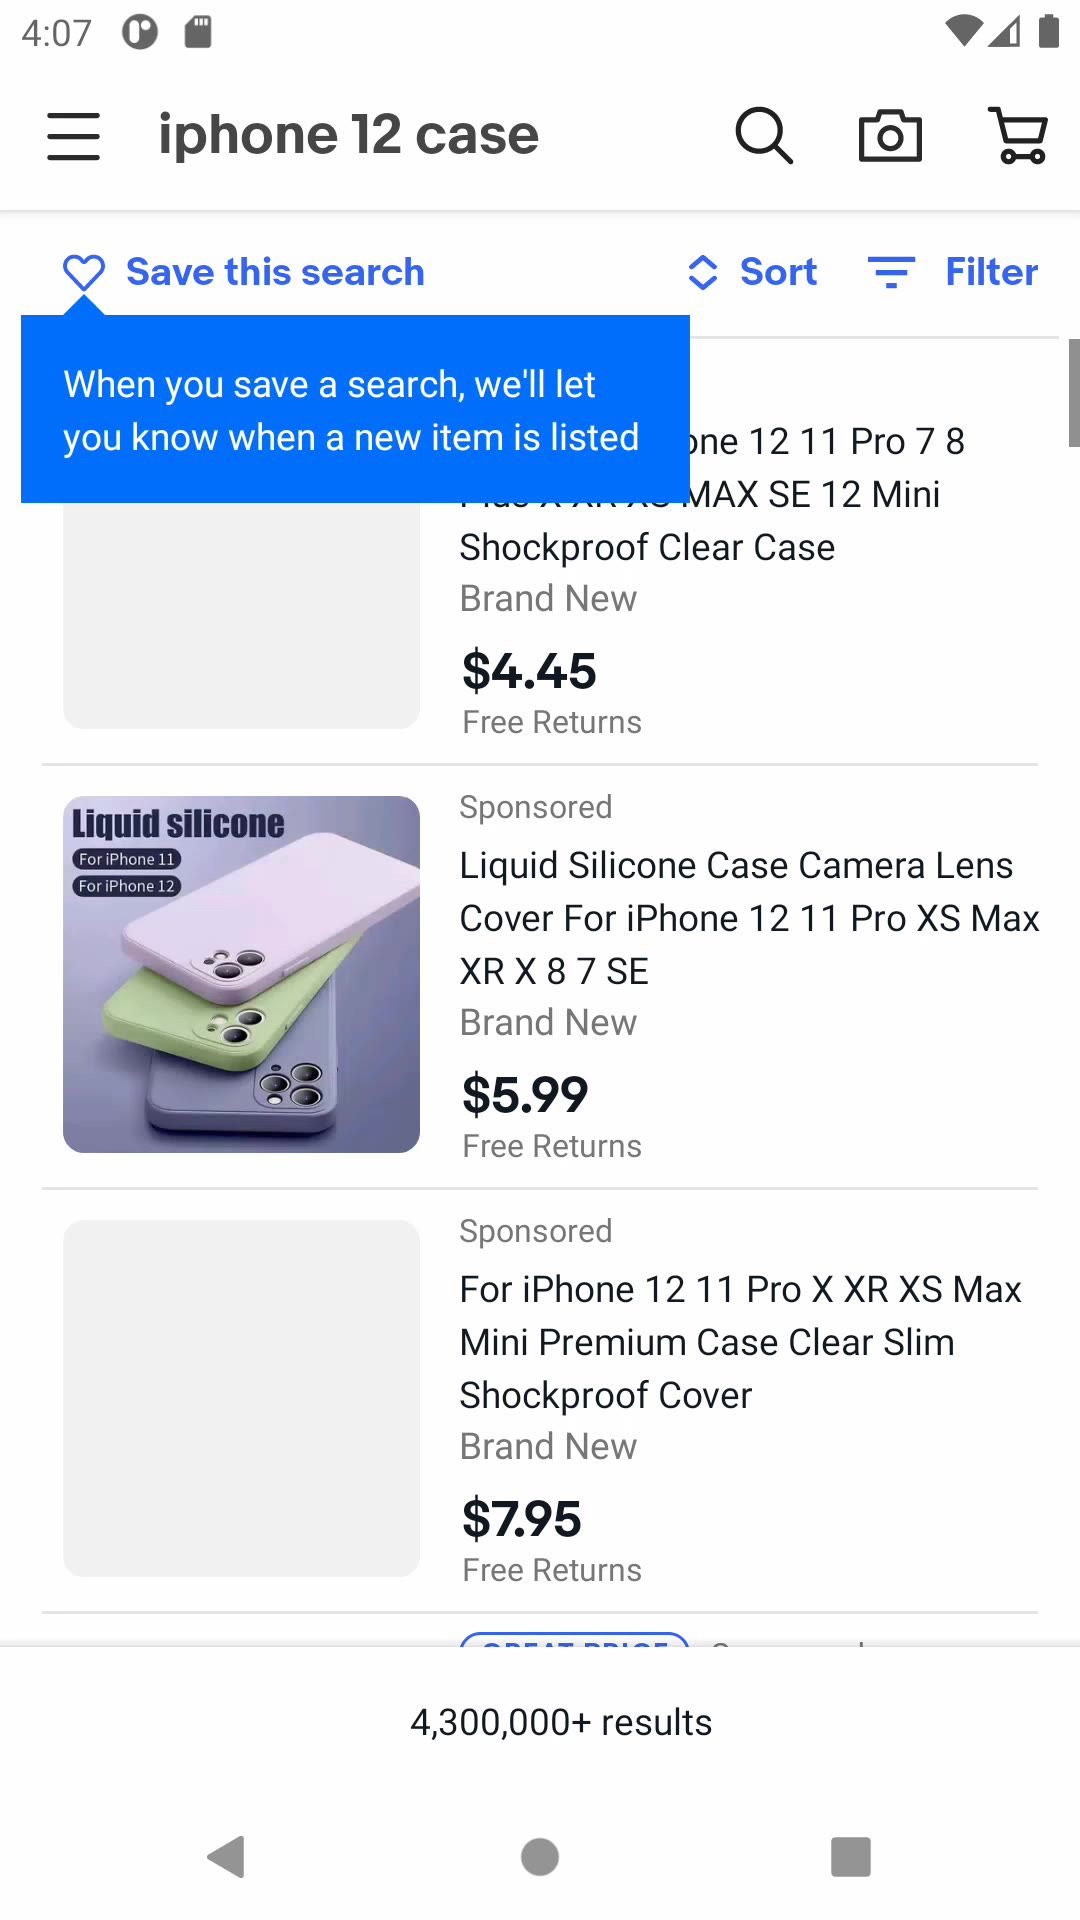 4:07
iphone 12 case
Save this search
Sort
Filter
When you save a search, we'll let
you know when a new item is listed
12 11 Pro 7 8
MAX SE 12 Mini
Shockproof Clear Case
Brand New
$4.45
Free Returns
Liquid silicone
For iPhone 11
For iPhone 12
Sponsored
Liquid Silicone Case Camera Lens
Cover For iPhone 12 11 Pro XS Max
XR X 8 7 SE
Brand New
$5.99
Free Returns
Sponsored
For iPhone 12 11 Pro X XR XS Max
Mini Premium Case Clear Slim
Shockproof Cover
Brand New
$7.95
Free Returns
GREAT PRICE
4,300,000+ results